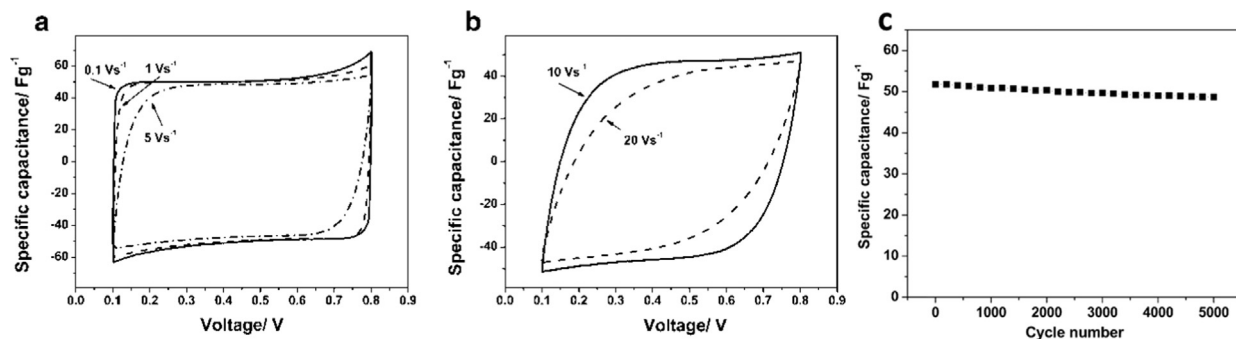 a
Specific capacitance/ Fg⁻¹
60
40
20
0
-20
-40
-60
0.1 Vs⁻¹
1 Vs⁻¹
5 Vs⁻¹
0.0 0.1 0.2 0.3 0.4 0.5 0.6 0.7 0.8 0.9
Voltage/ V
b
Specific capacitance/ Fg⁻¹
40
20
0
-20
-40
10 Vs⁻¹
20 Vs⁻¹
0.0 0.1 0.2 0.3 0.4 0.5 0.6 0.7 0.8 0.9
Voltage/ V
c
Specific capacitance/ Fg⁻¹
60
50
40
30
20
10
0
0 1000 2000 3000 4000 5000
Cycle number